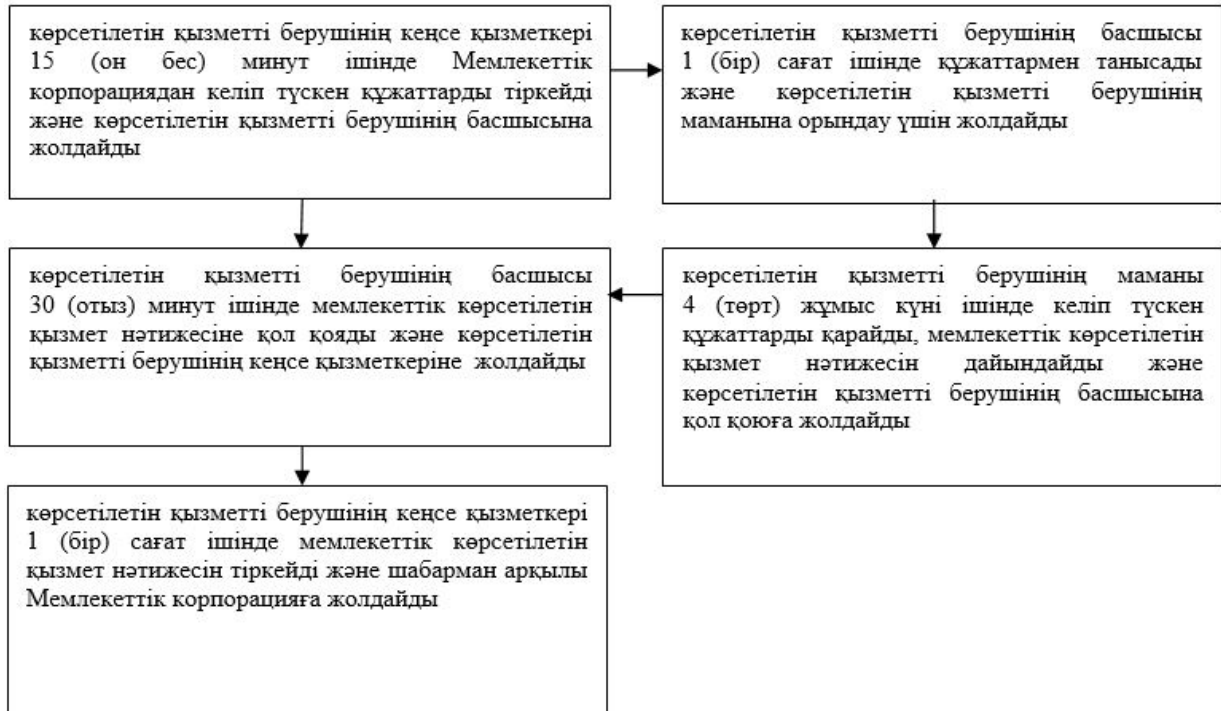 көрсетілетін қызметті берушінің кеңсе қызметкері
15 (он бес) минут ішінде Мемлекеттік
корпорациядан келіп түскен құжаттарды тіркейді
және көрсетілетін қызметті берушінің басшысына
жолдайды
көрсетілетін қызметті берушінің басшысы
1 (бір) сағат ішінде құжаттармен танысады
және көрсетілетін қызметті берушінің
маманына орындау үшін жолдайды
көрсетілетін қызметті берушінің басшысы
30 (отыз) минут ішінде мемлекеттік көрсетілетін
қызмет нәтижесіне қол қояды және көрсетілетін
қызметті берушінің кеңсе қызметкеріне жолдайды
көрсетілетін қызметті берушінің маманы
4 (төрт) жұмыс күні ішінде келіп түскен
құжаттарды қарайды, мемлекеттік көрсетілетін
қызмет нәтижесін дайындайды және
көрсетілетін қызметті берушінің басшысына
қол қоюға жолдайды
көрсетілетін қызметті берушінің кеңсе қызметкері
1 (бір) сағат ішінде мемлекеттік көрсетілетін
қызмет нәтижесін тіркейді және шабарман арқылы
Мемлекеттік корпорацияға жолдайды